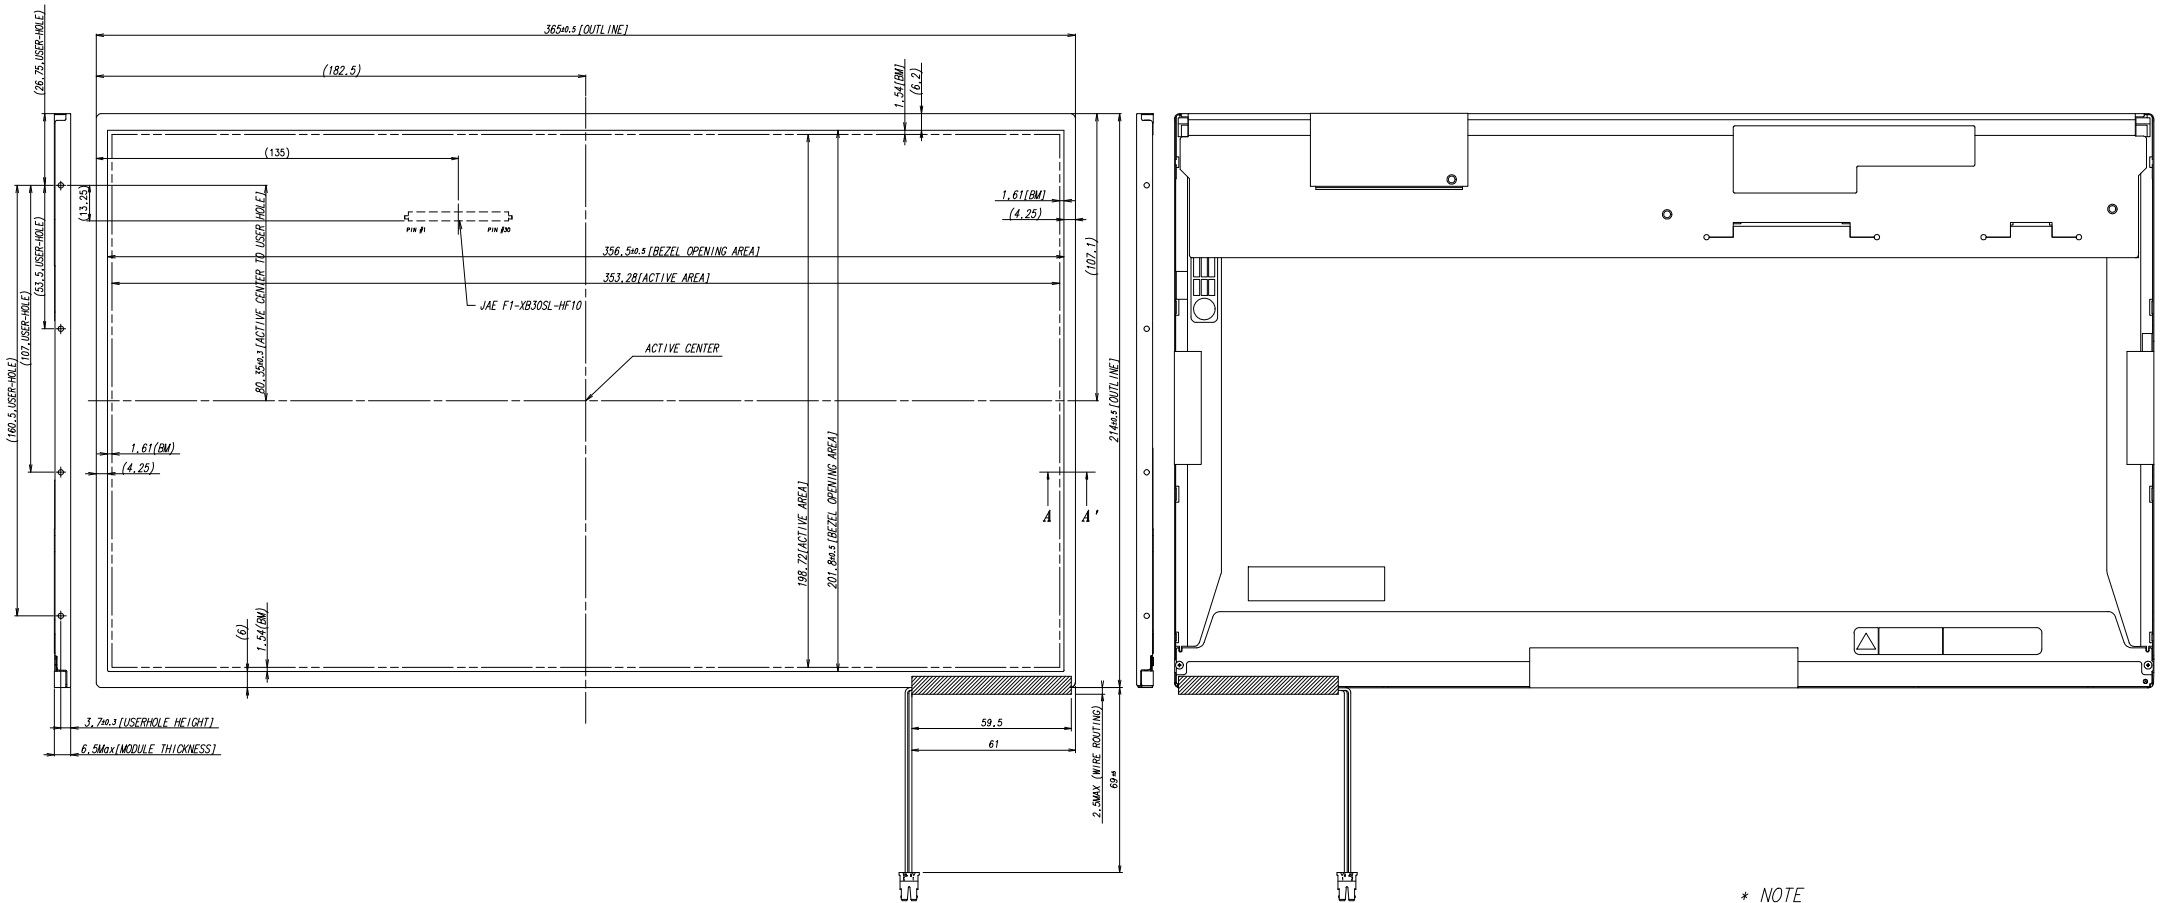 365±0.5 [OUTLINE]
(182.5)
(26.75,USER-HOLE)
1.54[BM]
(6.2)
(135)
(13.25)
PIN #1
PIN #30
1.61[BM]
(4.25)
356.5±0.5 [BEZEL OPENING AREA]
353.28[ACTIVE AREA]
JAE F1-XB30SL-HF10
ACTIVE CENTER
(107.1)
(53.5,USER-HOLE)
(107,USER-HOLE)
(160.5,USER-HOLE)
80.35±0.3 [ACTIVE CENTER TO USER HOLE]
214±0.5 [OUTLINE]
1.61(BM)
(4.25)
198.72[ACTIVE AREA]
201.8±0.5 [BEZEL OPENING AREA]
A A'
(6)
1.54(BM)
3.7±0.3 [USERHOLE HEIGHT]
6.5Max[MODULE THICKNESS]
59.5
61
2.5MAX (WIRE ROUTING)
69±5
* NOTE